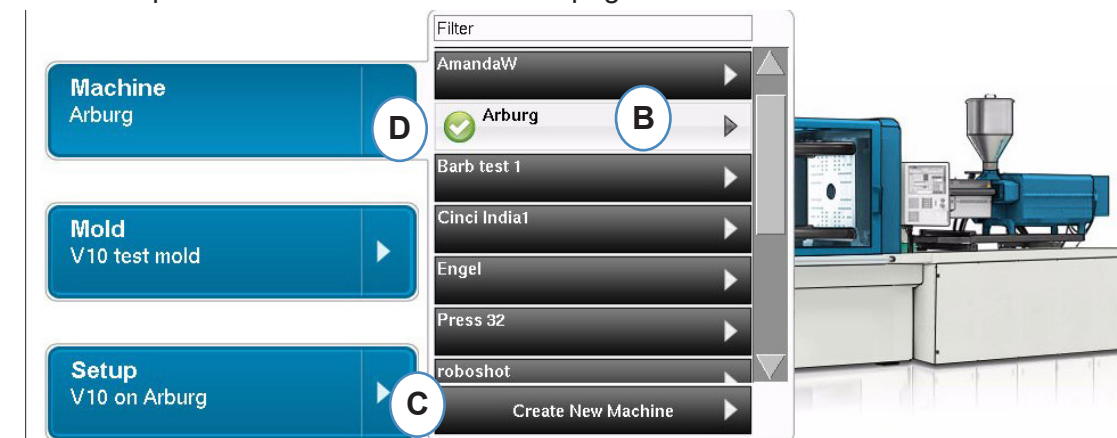 Filter
Machine
Arburg
D
AmandaW
Arburg
B
Barb test 1
Cinci India1
Engel
Press 32
roboshot
Create New Machine
Mold
V10 test mold
Setup
V10 on Arburg
C